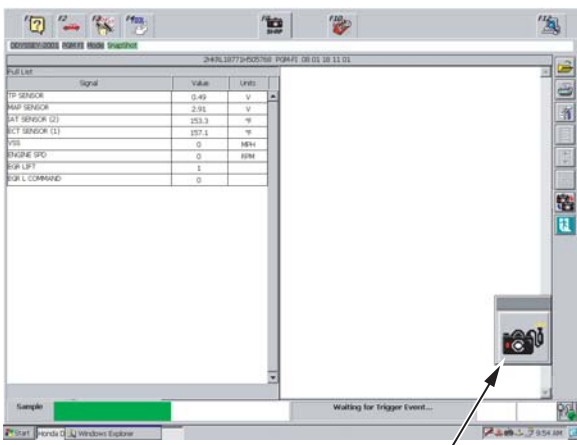 F1 F2 F3 F4 F9 F10 F12
SNAP
ODYSSEY-2001 PGM-FI Mode Snapshot
2HKRL18771H505768 PGM-FI 08 01 18 11 01
Full List
Signal Value Units
TP SENSOR 0.49 V
MAP SENSOR 2.91 V
IAT SENSOR (2) 153.3 °F
ECT SENSOR (1) 157.1 °F
VSS 0 MPH
ENGINE SPD 0 RPM
EGR LIFT 1
EGR L COMMAND 0
Sample Waiting for Trigger Event...
Start Honda D Windows Explorer 9:54 AM